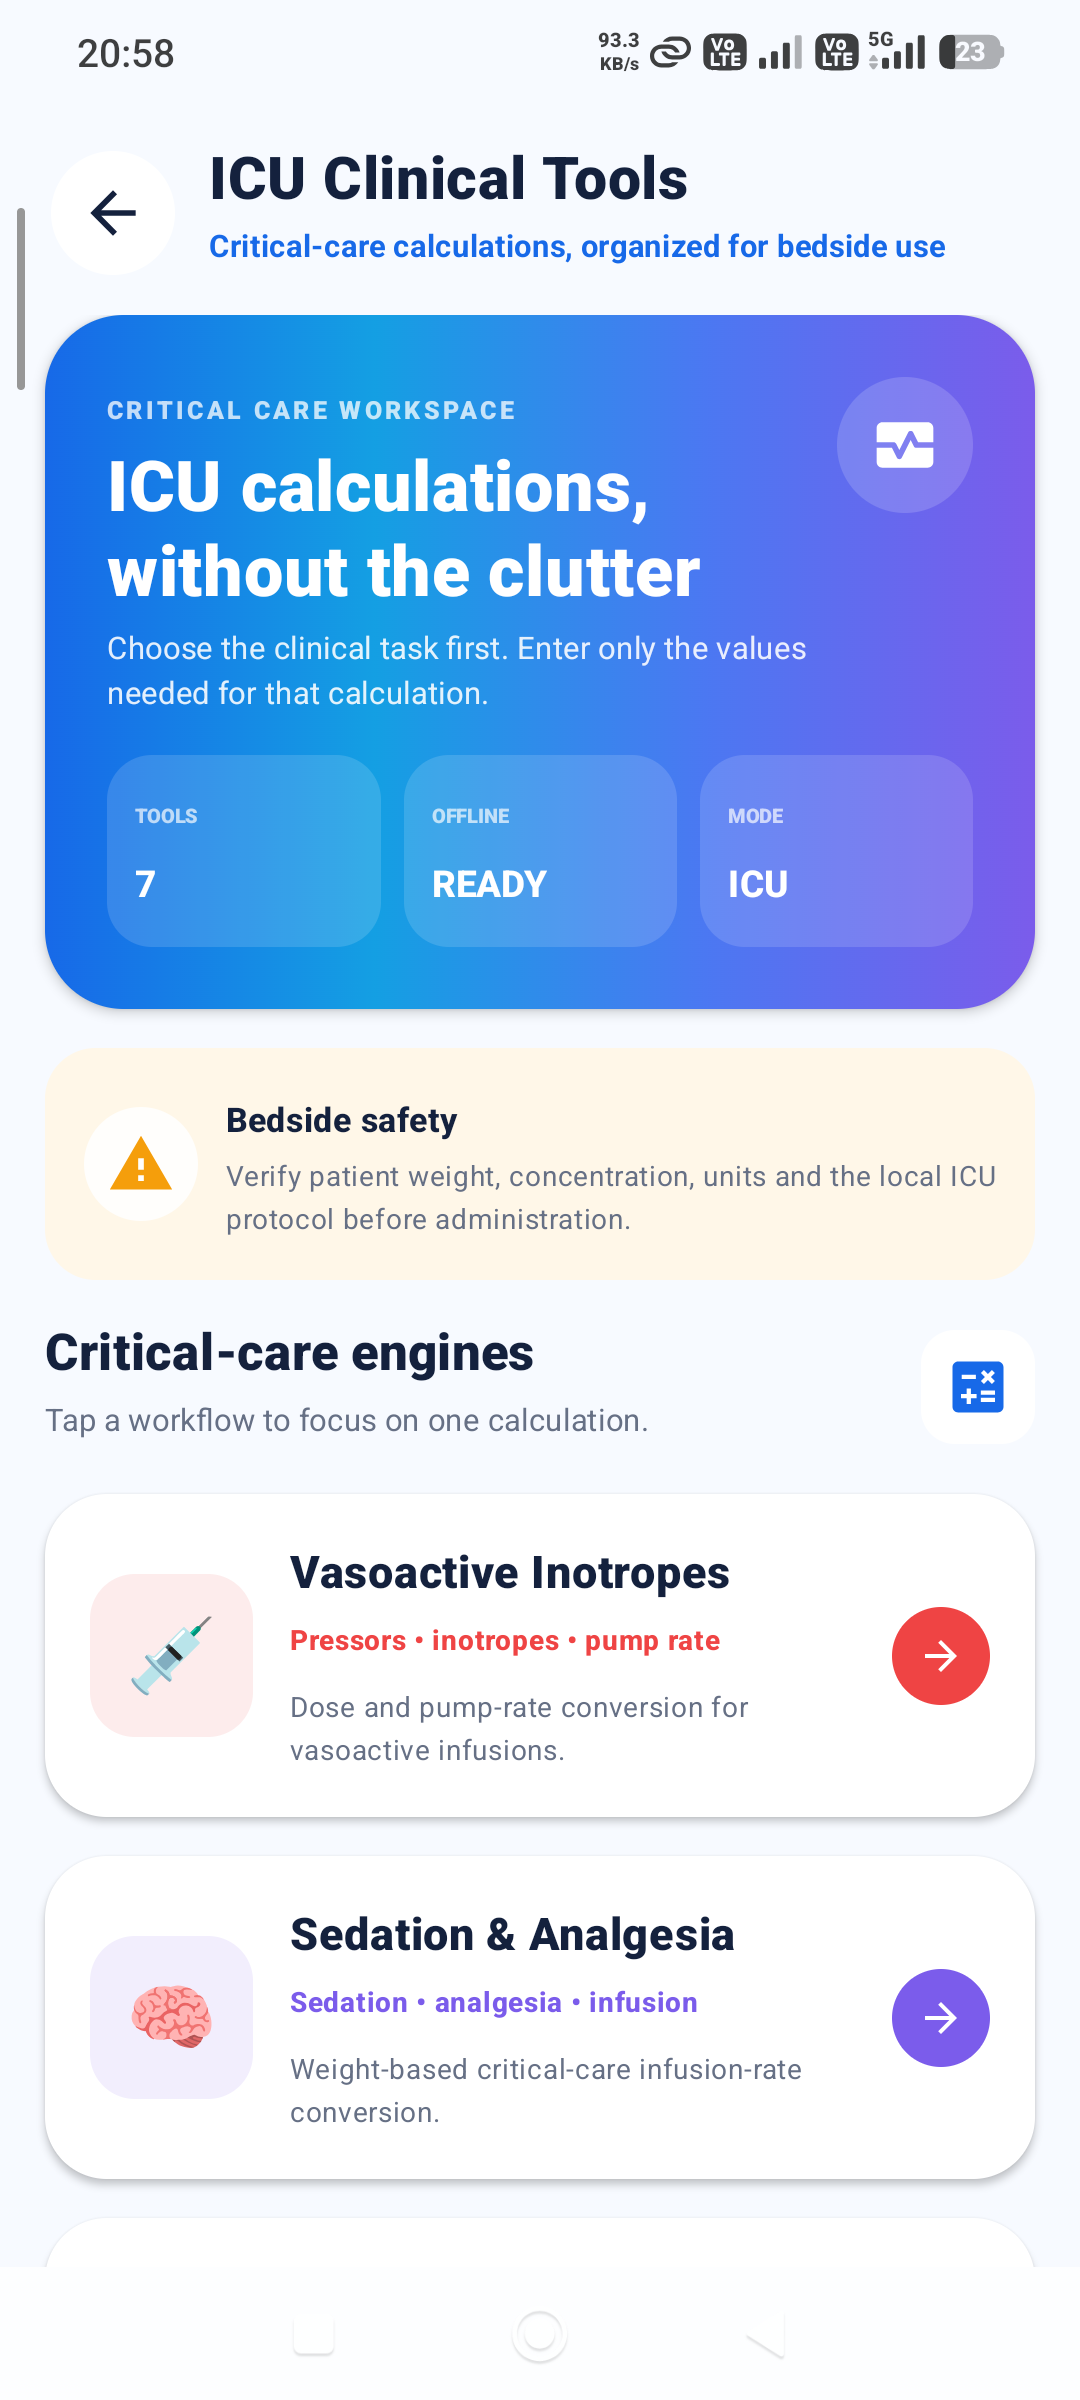 20:58
93.3 KB/s
Vo LTE
Vo LTE
5G
23
ICU Clinical Tools
Critical-care calculations, organized for bedside use
CRITICAL CARE WORKSPACE
ICU calculations,
without the clutter
Choose the clinical task first. Enter only the values
needed for that calculation.
TOOLS
7
OFFLINE
READY
MODE
ICU
Bedside safety
Verify patient weight, concentration, units and the local ICU
protocol before administration.
Critical-care engines
Tap a workflow to focus on one calculation.
Vasoactive Inotropes
Pressors • inotropes • pump rate
Dose and pump-rate conversion for
vasoactive infusions.
Sedation & Analgesia
Sedation • analgesia • infusion
Weight-based critical-care infusion-rate
conversion.